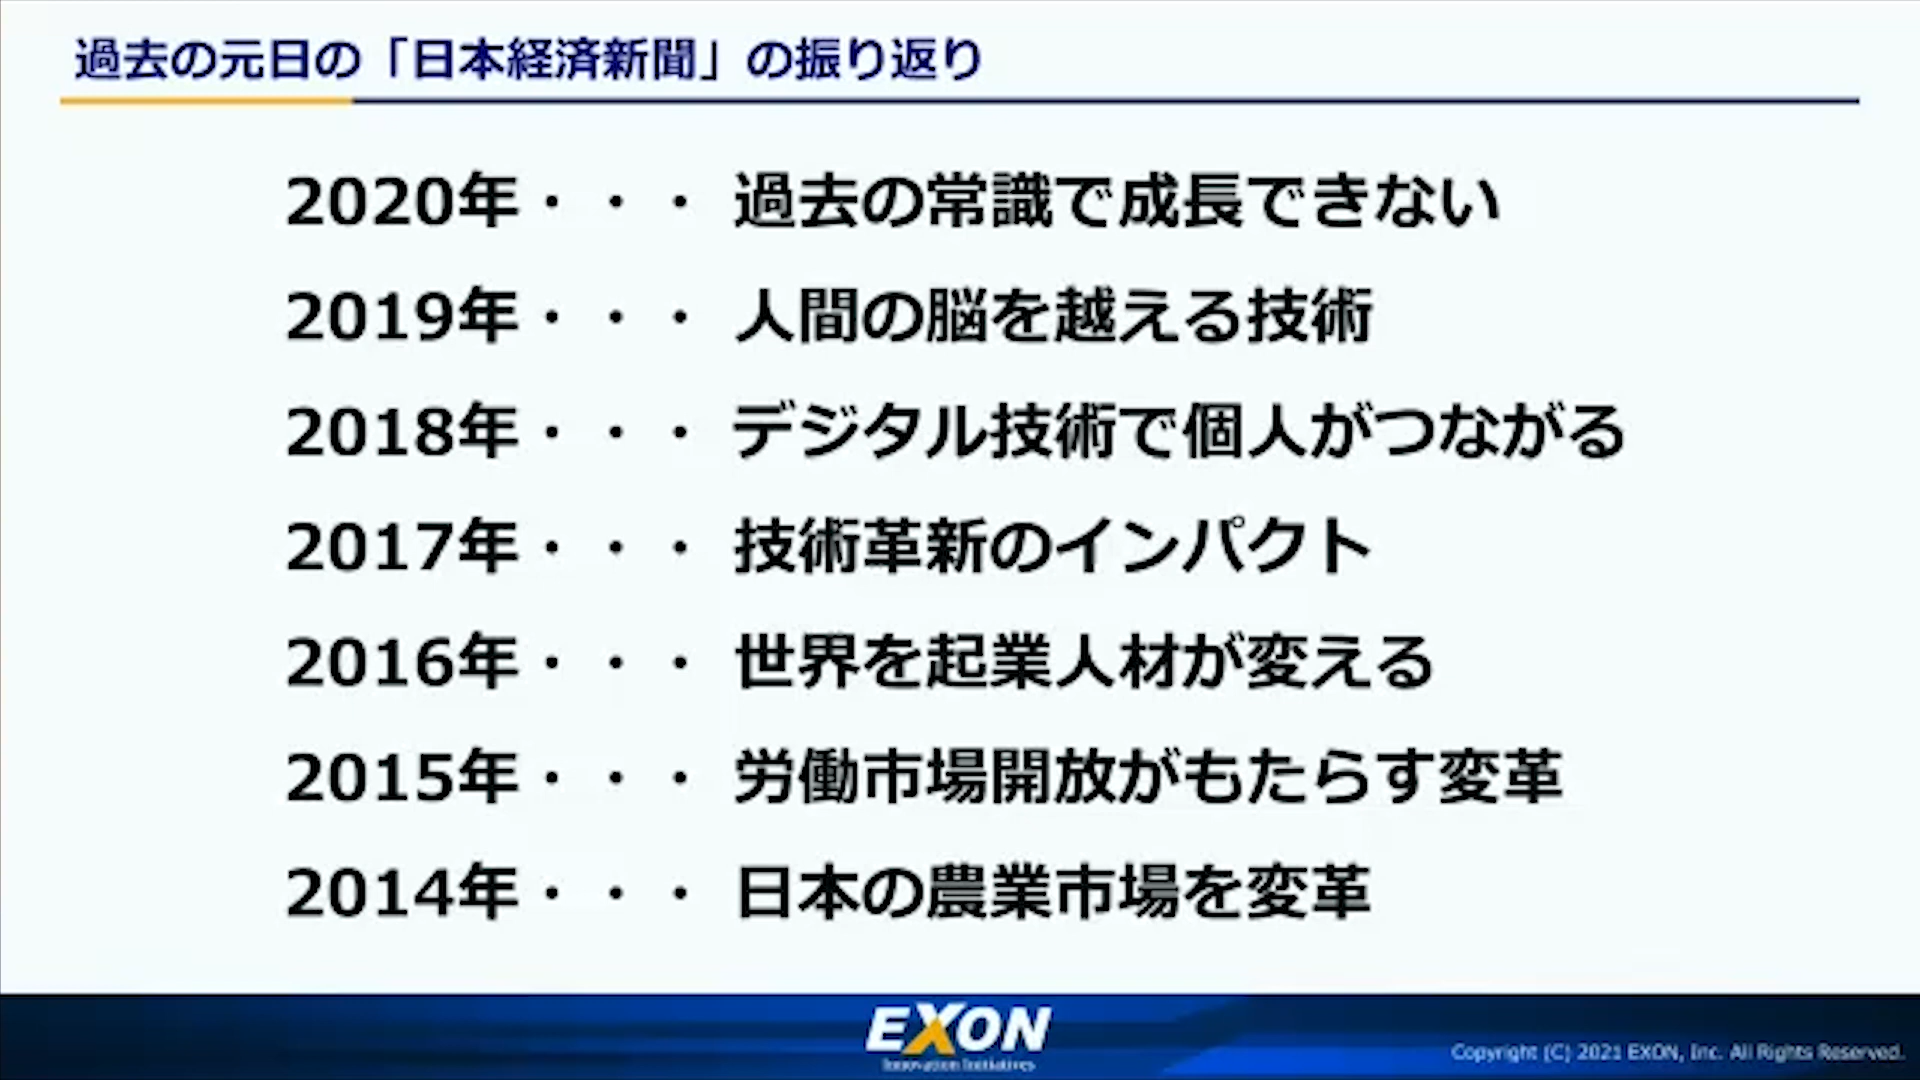 過去の元日の「日本経済新聞」の振り返り
2020年・・・ 過去の常識で成長できない
2019年・・・ 人間の脳を越える技術
2018年・・・ デジタル技術で個人がつながる
2017年・・・ 技術革新のインパクト
2016年・・・ 世界を起業人材が変える
2015年・・・ 労働市場開放がもたらす変革
2014年・・・ 日本の農業市場を変革
EXON
Innovation Initiatives
Copyright (C) 2021 EXON, Inc. All Rights Reserved.